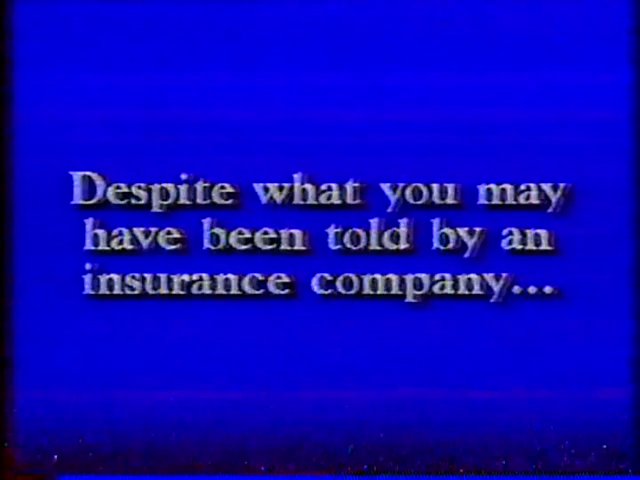 Despite what you may
have been told by an
insurance company...